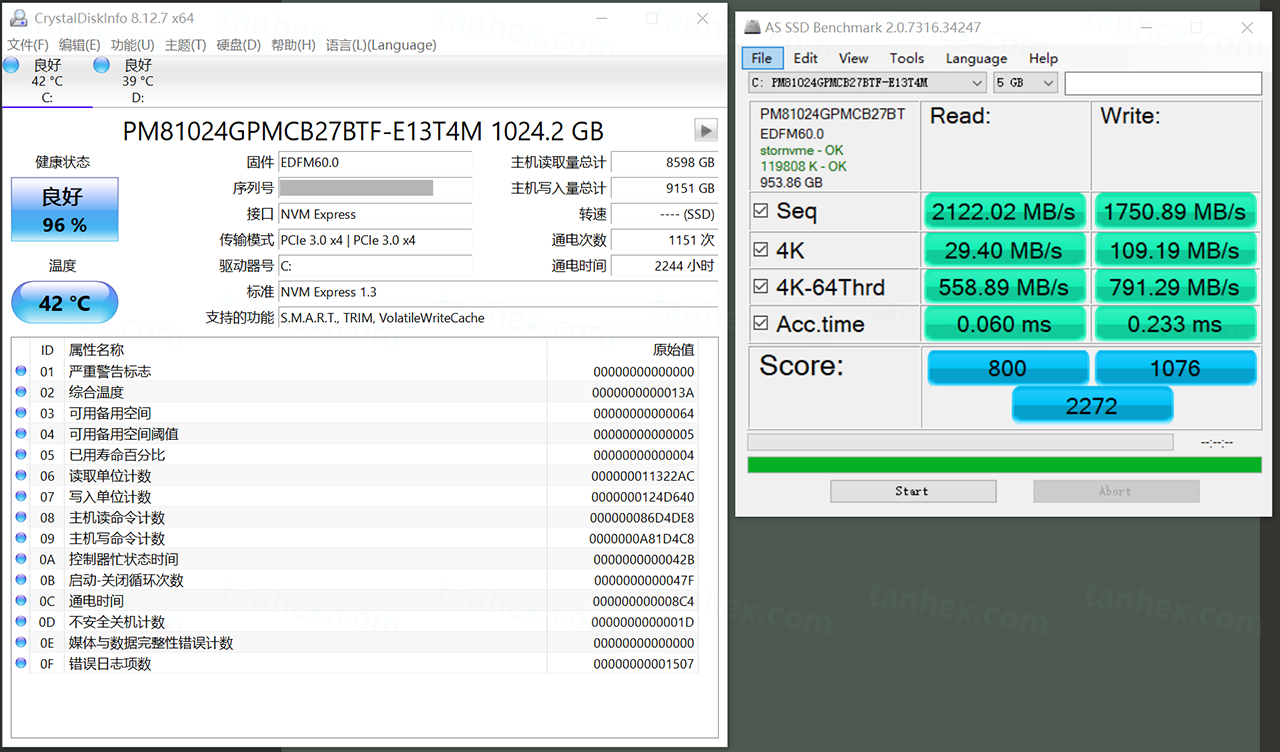 CrystalDiskInfo 8.12.7 x64
文件(F) 编辑(E) 功能(U) 主题(T) 硬盘(D) 帮助(H) 语言(L)(Language)
良好 良好
42 °C 39 °C
C: D:
PM81024GPMCB27BTF-E13T4M 1024.2 GB
健康状态
良好
96 %
温度
42 °C
固件 EDFM60.0
序列号
接口 NVM Express
传输模式 PCIe 3.0 x4 | PCIe 3.0 x4
驱动器号 C:
标准 NVM Express 1.3
支持的功能 S.M.A.R.T., TRIM, VolatileWriteCache
主机读取量总计 8598 GB
主机写入量总计 9151 GB
转速 ---- (SSD)
通电次数 1151 次
通电时间 2244 小时
ID 属性名称 原始值
01 严重警告标志 00000000000000
02 综合温度 0000000000013A
03 可用备用空间 00000000000064
04 可用备用空间阈值 00000000000005
05 已用寿命百分比 00000000000004
06 读取单位计数 000000011322AC
07 写入单位计数 0000000124D640
08 主机读命令计数 000000086D4DE8
09 主机写命令计数 0000000A81D4C8
0A 控制器忙状态时间 0000000000042B
0B 启动-关闭循环次数 0000000000047F
0C 通电时间 000000000008C4
0D 不安全关机计数 0000000000001D
0E 媒体与数据完整性错误计数 00000000000000
0F 错误日志项数 00000000001507
AS SSD Benchmark 2.0.7316.34247
File Edit View Tools Language Help
C: PM81024GPMCB27BTF-E13T4M 5 GB
PM81024GPMCB27BT
EDFM60.0
stornvme - OK
119808 K - OK
953.86 GB
Read: Write:
Seq 2122.02 MB/s 1750.89 MB/s
4K 29.40 MB/s 109.19 MB/s
4K-64Thrd 558.89 MB/s 791.29 MB/s
Acc.time 0.060 ms 0.233 ms
Score: 800 1076
2272
--:--:--
Start Abort
tanhex.com
tanhex.com
tanhex.com